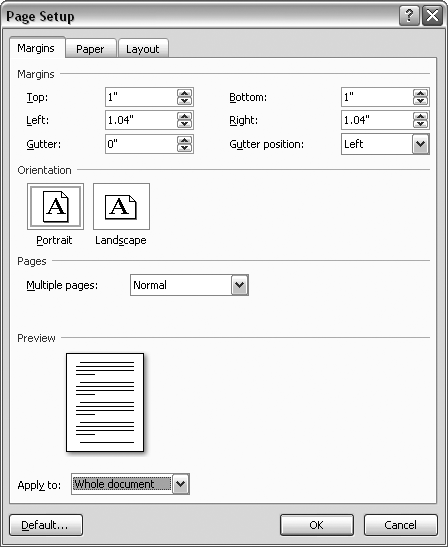 Page Setup
Margins Paper Layout
Margins
Top: 1" Bottom: 1"
Left: 1.04" Right: 1.04"
Gutter: 0" Gutter position: Left
Orientation
A A
Portrait Landscape
Pages
Multiple pages: Normal
Preview
Apply to: Whole document
Default... OK Cancel